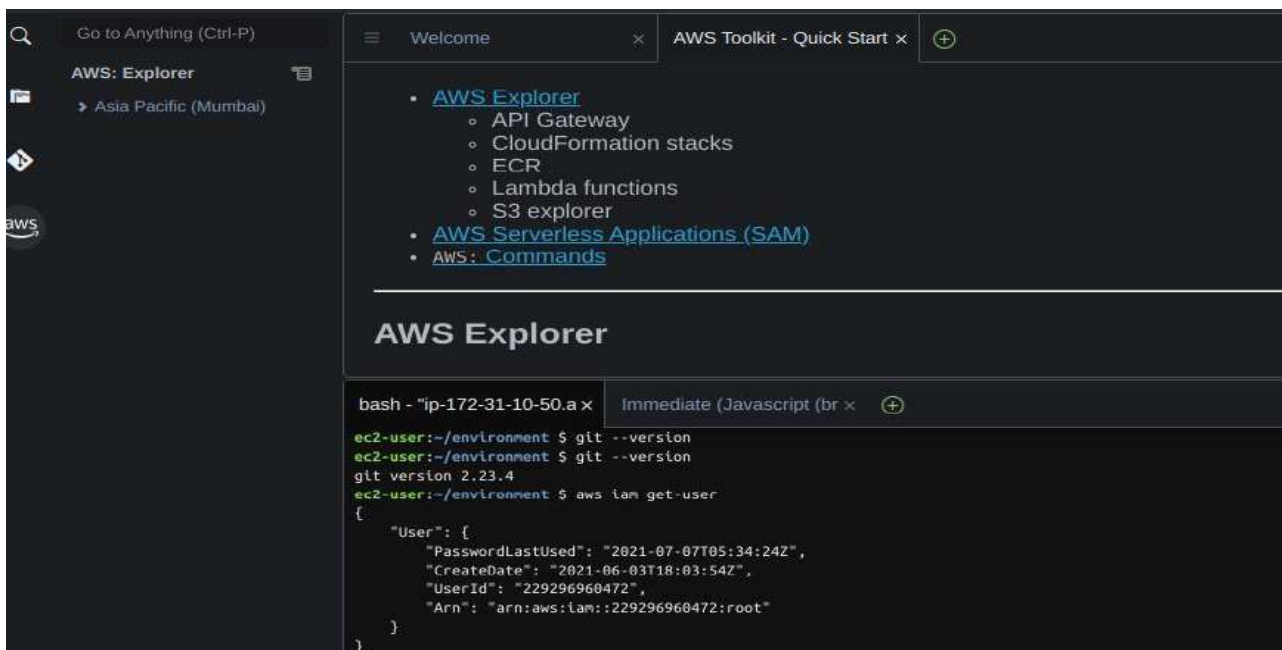 Go to Anything (Ctrl-P)
AWS: Explorer
Asia Pacific (Mumbai)
aws
Welcome
AWS Toolkit - Quick Start
AWS Explorer
API Gateway
CloudFormation stacks
ECR
Lambda functions
S3 explorer
AWS Serverless Applications (SAM)
AWS: Commands
AWS Explorer
bash - "ip-172-31-10-50.a
Immediate (Javascript (br
ec2-user:~/environment $ git --version
ec2-user:~/environment $ git --version
git version 2.23.4
ec2-user:~/environment $ aws iam get-user
{
"User": {
"PasswordLastUsed": "2021-07-07T05:34:24Z",
"CreateDate": "2021-06-03T18:03:54Z",
"UserId": "229296960472",
"Arn": "arn:aws:iam::229296960472:root"
}
}